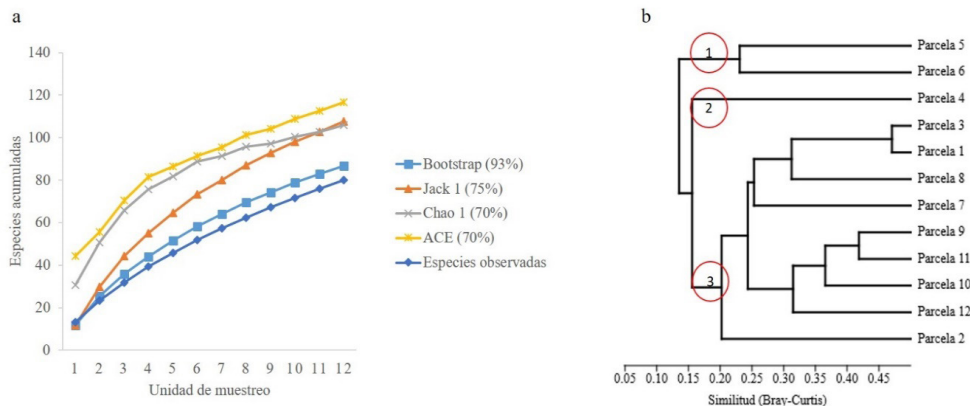 a
140
120
100
80
60
40
20
0
Especies acumuladas
1 2 3 4 5 6 7 8 9 10 11 12
Unidad de muestreo
Bootstrap (93%)
Jack 1 (75%)
Chao 1 (70%)
ACE (70%)
Especies observadas
b
1
2
3
Parcela 5
Parcela 6
Parcela 4
Parcela 3
Parcela 1
Parcela 8
Parcela 7
Parcela 9
Parcela 11
Parcela 10
Parcela 12
Parcela 2
0.05 0.10 0.15 0.20 0.25 0.30 0.35 0.40 0.45
Similitud (Bray-Curtis)